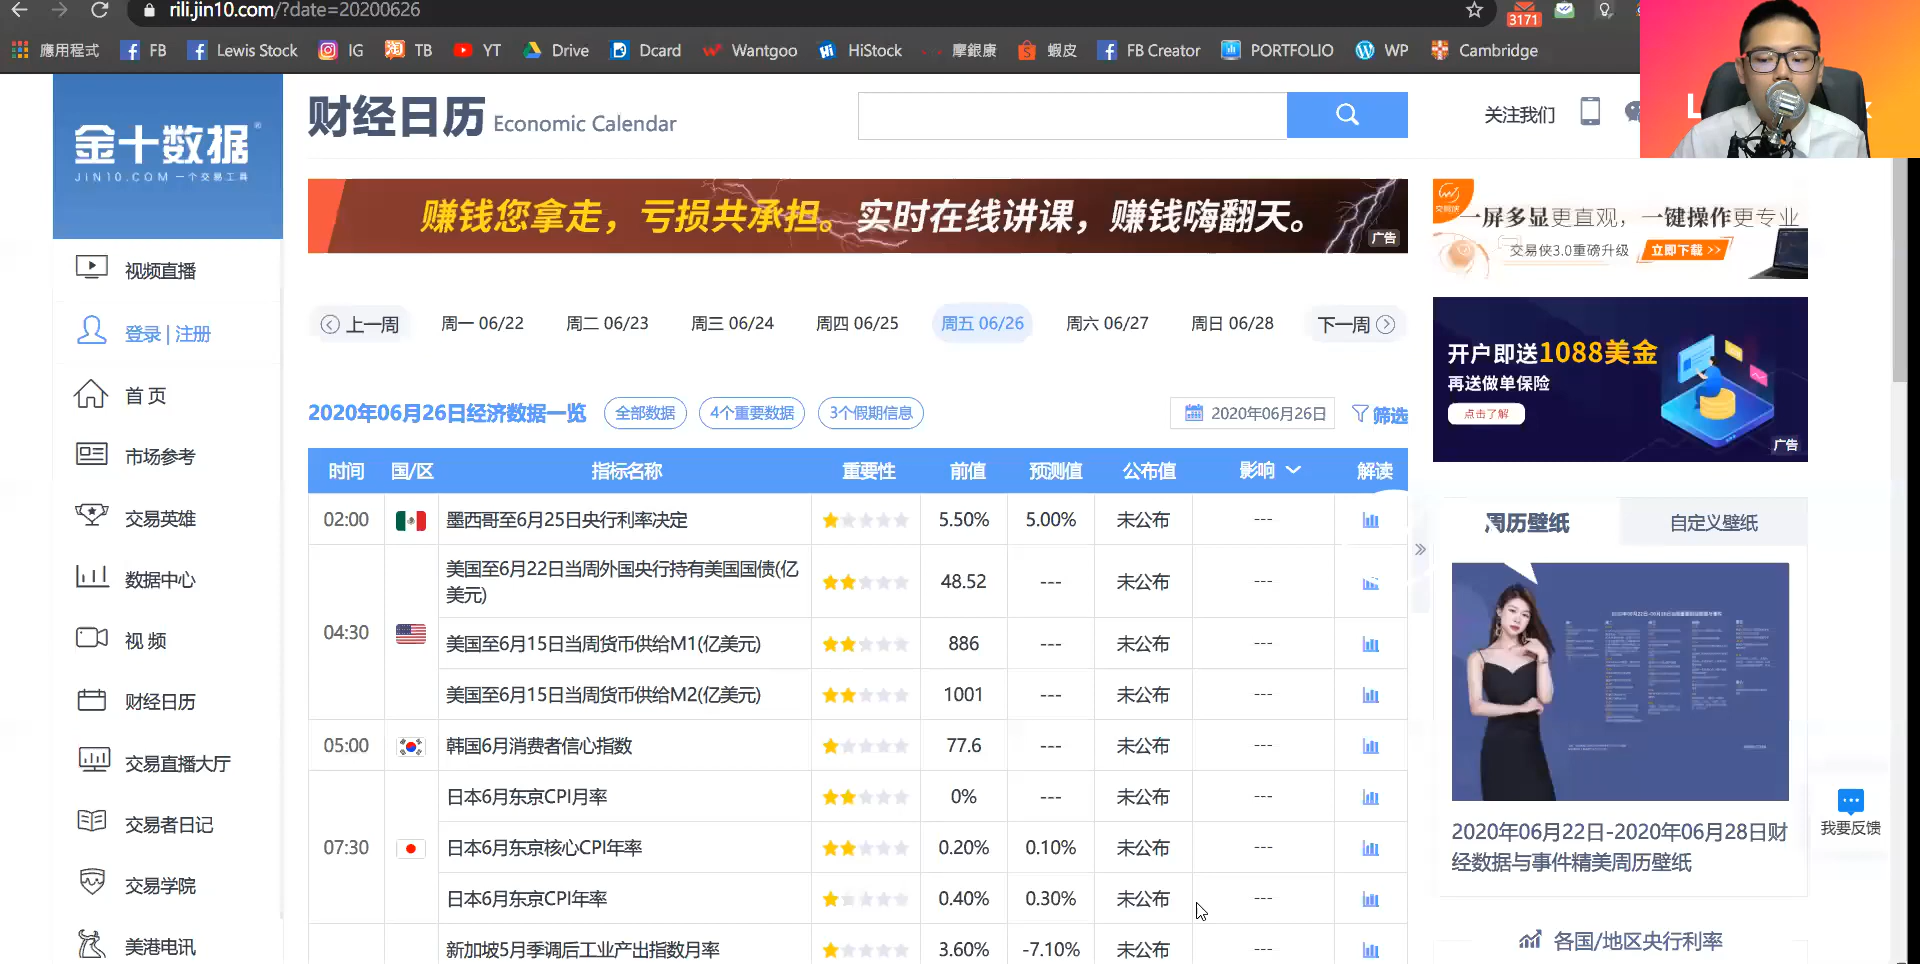 rili.jin10.com/?date=20200626
3171
應用程式
FB
Lewis Stock
IG
TB
YT
Drive
Dcard
Wantgoo
HiStock
摩銀康
蝦皮
FB Creator
PORTFOLIO
WP
Cambridge
金十数据
JIN10.COM 一个交易工具
财经日历 Economic Calendar
关注我们
赚钱您拿走，亏损共承担。实时在线讲课，赚钱嗨翻天。
广告
交易侠
一屏多显更直观，一键操作更专业
交易侠3.0重磅升级 立即下载 >>
开户即送1088美金
再送做单保险
点击了解
广告
视频直播
登录 | 注册
首 页
市场参考
交易英雄
数据中心
视 频
财经日历
交易直播大厅
交易者日记
交易学院
美港电讯
上一周 周一 06/22 周二 06/23 周三 06/24 周四 06/25 周五 06/26 周六 06/27 周日 06/28 下一周
2020年06月26日经济数据一览 全部数据 4个重要数据 3个假期信息 2020年06月26日 筛选
时间 国/区 指标名称 重要性 前值 预测值 公布值 影响 解读
02:00 墨西哥至6月25日央行利率决定 5.50% 5.00% 未公布 ---
04:30 美国至6月22日当周外国央行持有美国国债(亿
美元) 48.52 --- 未公布 ---
美国至6月15日当周货币供给M1(亿美元) 886 --- 未公布 ---
美国至6月15日当周货币供给M2(亿美元) 1001 --- 未公布 ---
05:00 韩国6月消费者信心指数 77.6 --- 未公布 ---
07:30 日本6月东京CPI月率 0% --- 未公布 ---
日本6月东京核心CPI年率 0.20% 0.10% 未公布 ---
日本6月东京CPI年率 0.40% 0.30% 未公布 ---
新加坡5月季调后工业产出指数月率 3.60% -7.10% 未公布 ---
周历壁纸 自定义壁纸
2020年06月22日-2020年06月28日财
经数据与事件精美周历壁纸
我要反馈
各国/地区央行利率